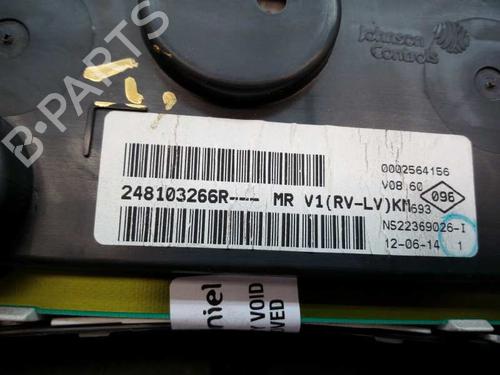 Johnson
Controls
B-PARTS
0002564156
V08.60
096
248103266R---- MR V1(RV-LV)KM
693
NS22369026-I
12-06-14 1
niel
VOID
OVED